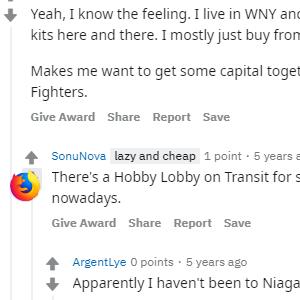 Yeah, I know the feeling. I live in WNY and
kits here and there. I mostly just buy from
Makes me want to get some capital toget
Fighters.
Give Award Share Report Save
SonuNova lazy and cheap 1 point · 5 years a
There's a Hobby Lobby on Transit for s
nowadays.
Give Award Share Report Save
ArgentLye 0 points · 5 years ago
Apparently I haven't been to Niaga